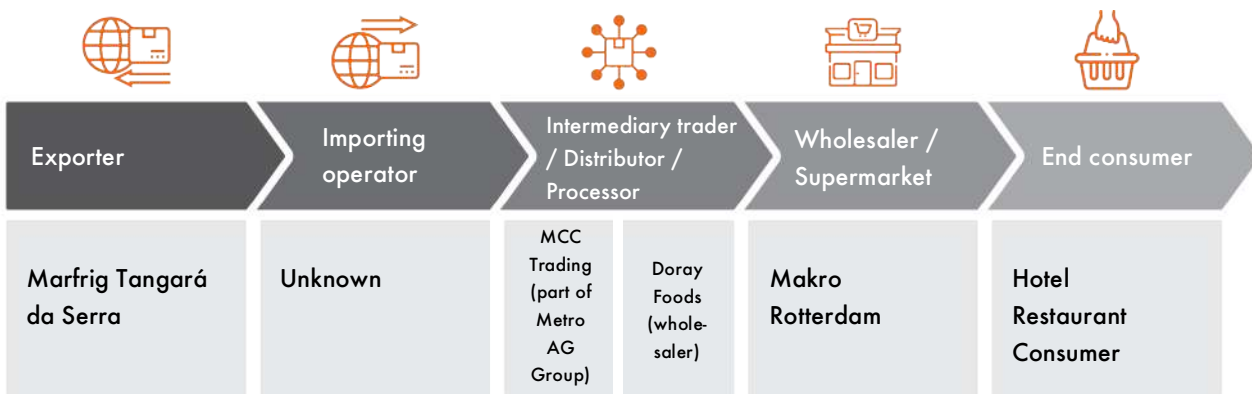 Exporter
Importing
operator
Intermediary trader
/ Distributor /
Processor
Wholesaler /
Supermarket
End consumer
Marfrig Tangará
da Serra
Unknown
MCC
Trading
(part of
Metro
AG
Group)
Doray
Foods
(whole-
saler)
Makro
Rotterdam
Hotel
Restaurant
Consumer